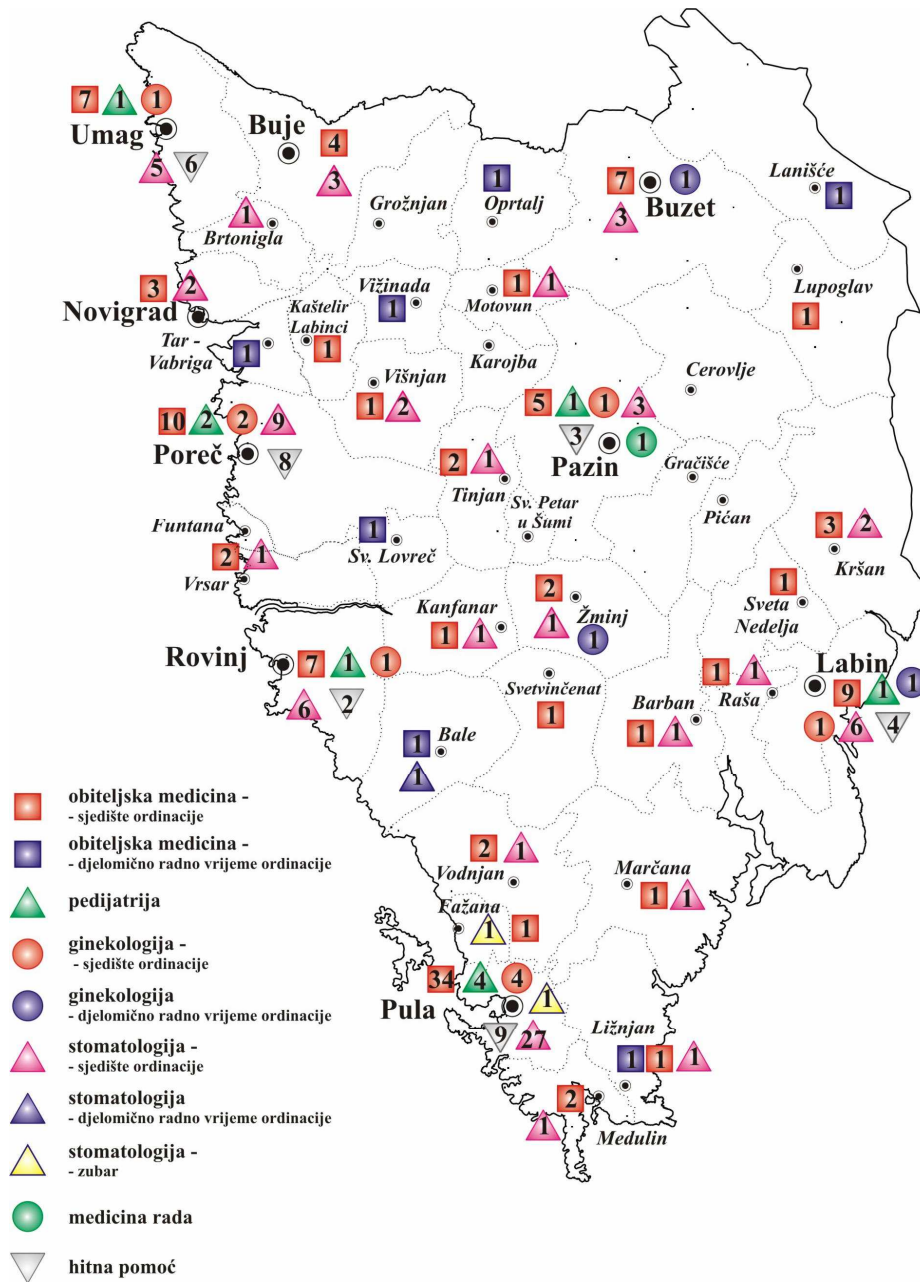 7 1 1
Umag
5 6
Buje
4
3
1
Oprtalj
7 1
Buzet
3
Lanišće
1
Grožnjan
1
Brtonigla
3 2
Novigrad
Vižinada
1
1 1
Motovun
Lupoglav
1
Tar -
Vabriga
1
Kaštelir
Labinci
1
Karojba
Višnjan
1 2
Cerovlje
5 1 1 3
3 1
Pazin
10 2 2 9
Poreč
8
2 1
Tinjan
Gračišće
Sv. Petar
u Šumi
Pićan
Funtana
1
Sv. Lovreč
2 1
Vrsar
3 2
Kršan
1
Sveta
Nedelja
2
Žminj
1 1
Kanfanar
1 1
Rovinj
7 1 1
6 2
Svetvinčenat
1
1 1
Raša
Labin
9 1 1
1 6 4
Barban
1 1
1
Bale
1
2 1
Vodnjan
Marčana
1 1
Fažana
1 1
34 4 4
Pula
1
9 27
Ližnjan
1 1 1
2
Medulin
1
obiteljska medicina -
- sjedište ordinacije
obiteljska medicina -
- djelomično radno vrijeme ordinacije
pedijatrija
ginekologija -
- sjedište ordinacije
ginekologija
- djelomično radno vrijeme ordinacije
stomatologija -
- sjedište ordinacije
stomatologija
- djelomično radno vrijeme ordinacije
stomatologija -
- zubar
medicina rada
hitna pomoć